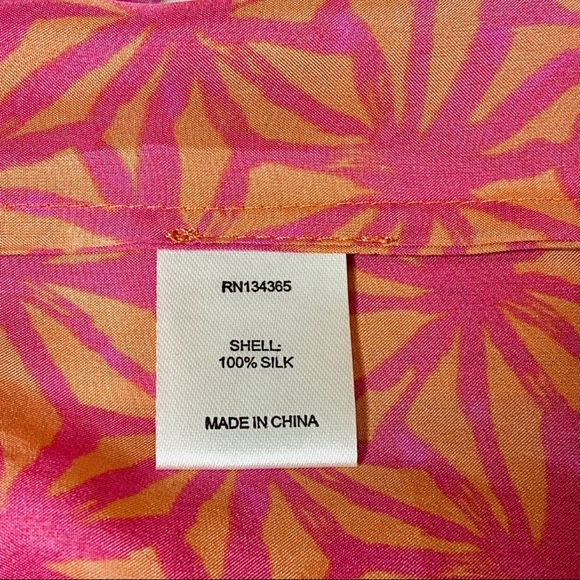 RN134365
SHELL:
100% SILK
MADE IN CHINA